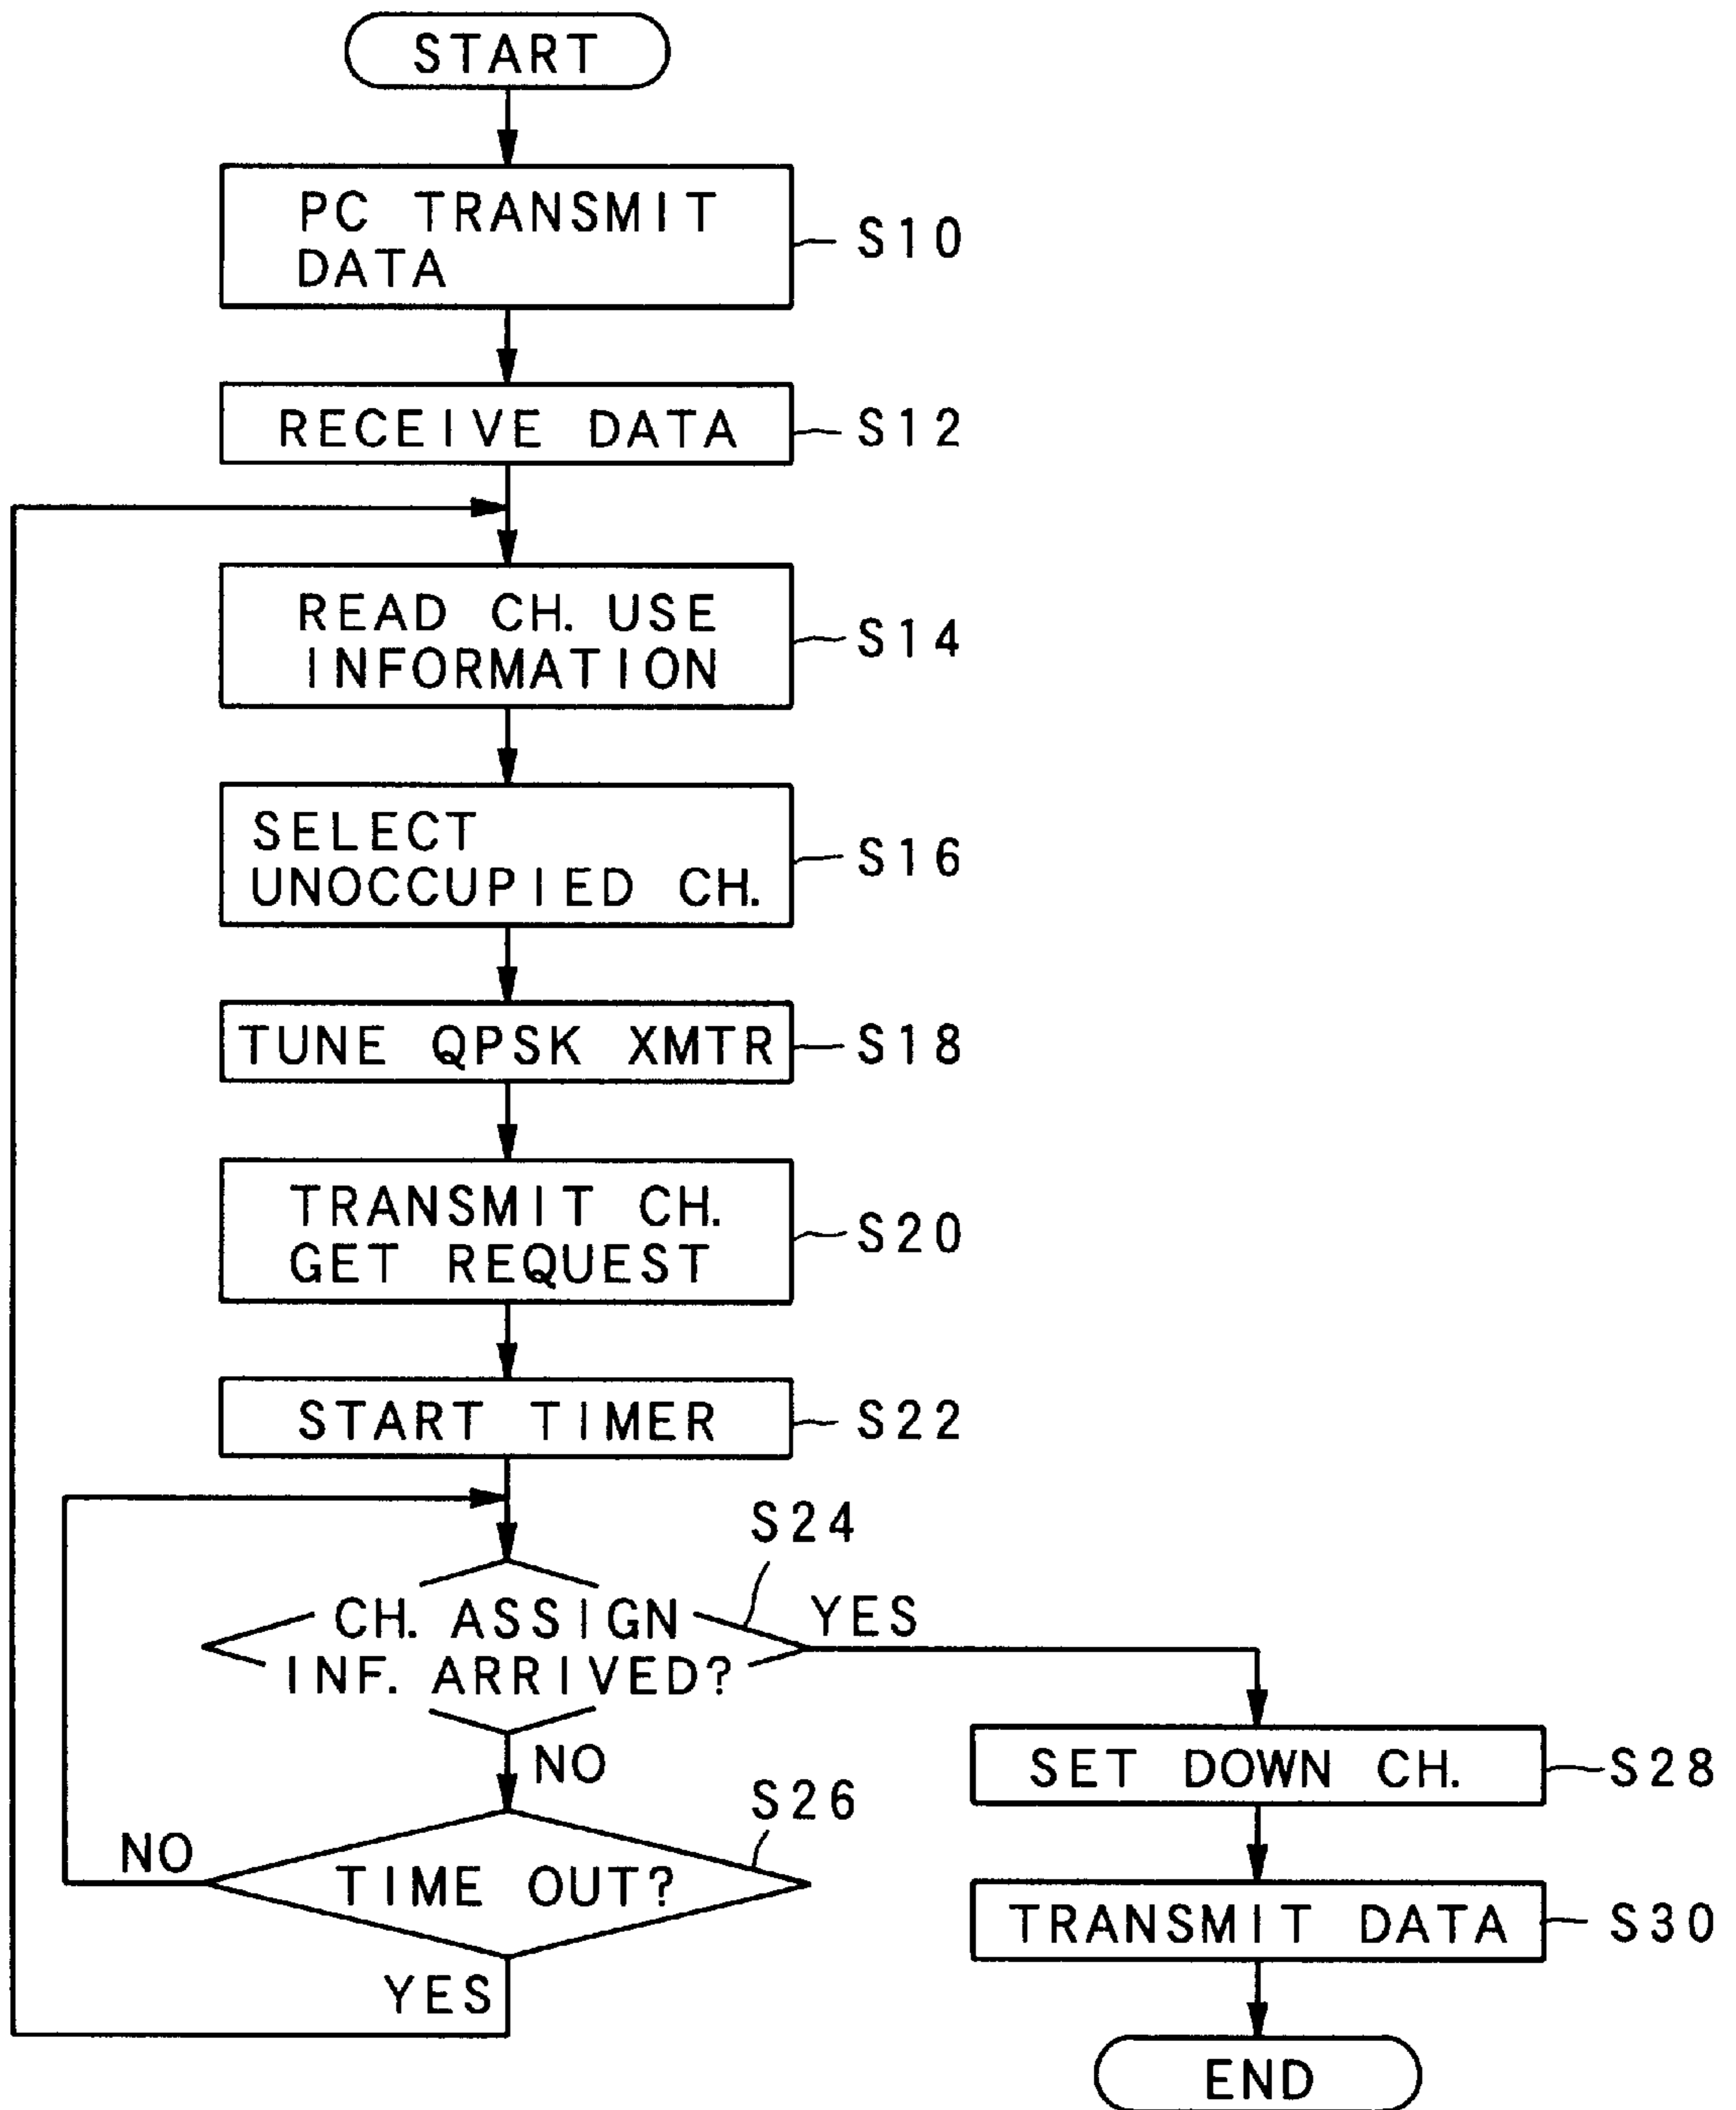 START
PC TRANSMIT
DATA
S10
RECEIVE DATA
S12
READ CH. USE
INFORMATION
S14
SELECT
UNOCCUPIED CH.
S16
TUNE QPSK XMTR
S18
TRANSMIT CH.
GET REQUEST
S20
START TIMER
S22
S24
CH. ASSIGN
INF. ARRIVED?
YES
NO
S26
TIME OUT?
NO
YES
SET DOWN CH.
S28
TRANSMIT DATA
S30
END